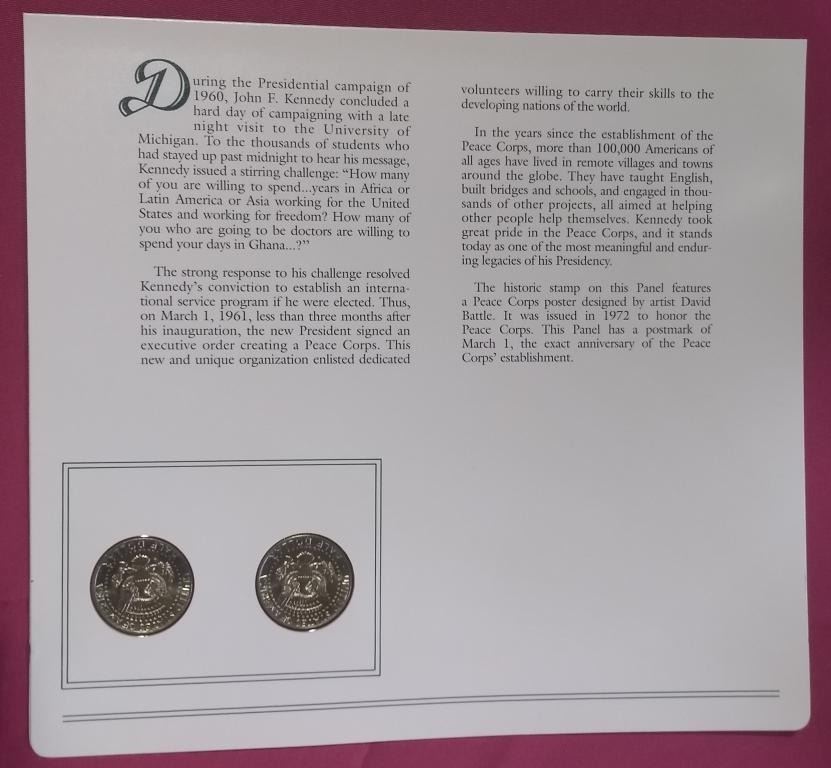 During the Presidential campaign of
1960, John F. Kennedy concluded a
hard day of campaigning with a late
night visit to the University of
Michigan. To the thousands of students who
had stayed up past midnight to hear his message,
Kennedy issued a stirring challenge: “How many
of you are willing to spend...years in Africa or
Latin America or Asia working for the United
States and working for freedom? How many of
you who are going to be doctors are willing to
spend your days in Ghana...?”
The strong response to his challenge resolved
Kennedy’s conviction to establish an interna-
tional service program if he were elected. Thus,
on March 1, 1961, less than three months after
his inauguration, the new President signed an
executive order creating a Peace Corps. This
new and unique organization enlisted dedicated
volunteers willing to carry their skills to the
developing nations of the world.
In the years since the establishment of the
Peace Corps, more than 100,000 Americans of
all ages have lived in remote villages and towns
around the globe. They have taught English,
built bridges and schools, and engaged in thou-
sands of other projects, all aimed at helping
other people help themselves. Kennedy took
great pride in the Peace Corps, and it stands
today as one of the most meaningful and endur-
ing legacies of his Presidency.
The historic stamp on this Panel features
a Peace Corps poster designed by artist David
Battle. It was issued in 1972 to honor the
Peace Corps. This Panel has a postmark of
March 1, the exact anniversary of the Peace
Corps’ establishment.
HALF DOLLAR
UNITED STATES OF AMERICA
HALF DOLLAR
UNITED STATES OF AMERICA